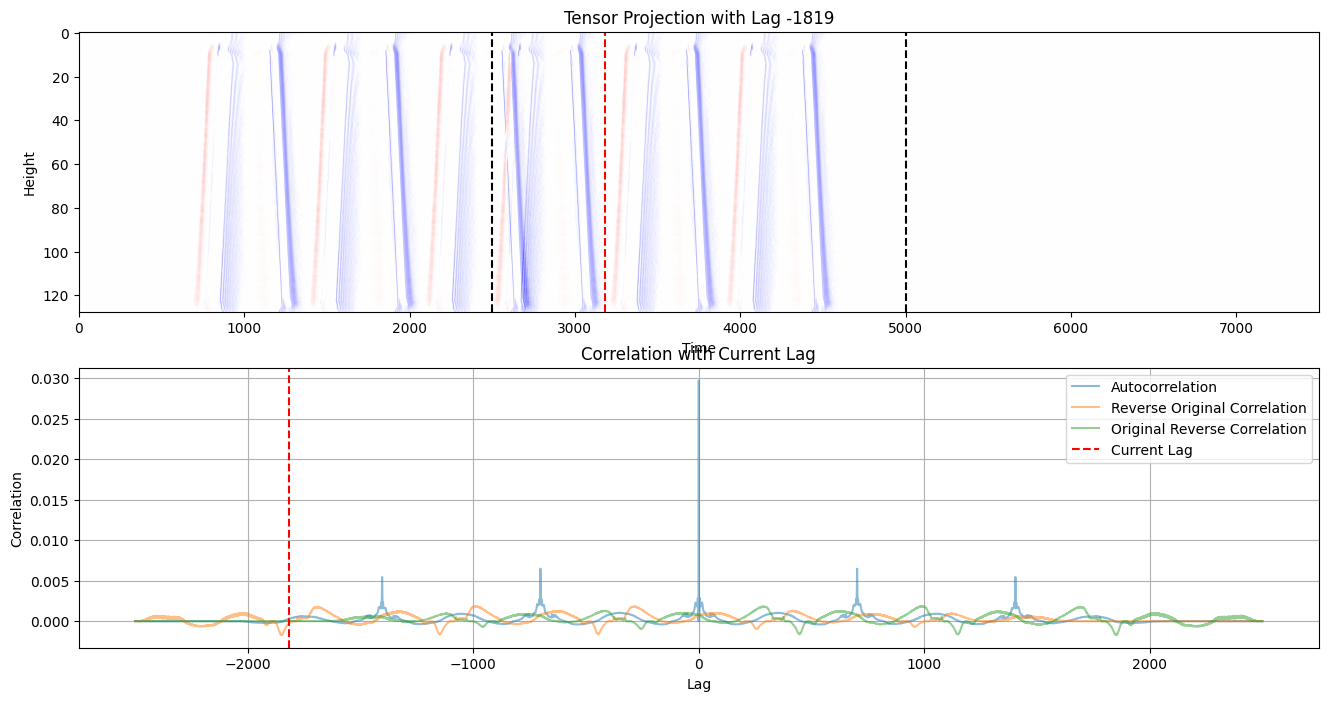 Tensor Projection with Lag -1819
0
20
40
60
80
100
120
Height
0 1000 2000 3000 4000 5000 6000 7000
Time
Correlation with Current Lag
0.030
0.025
0.020
0.015
0.010
0.005
0.000
Correlation
Autocorrelation
Reverse Original Correlation
Original Reverse Correlation
Current Lag
−2000 −1000 0 1000 2000
Lag